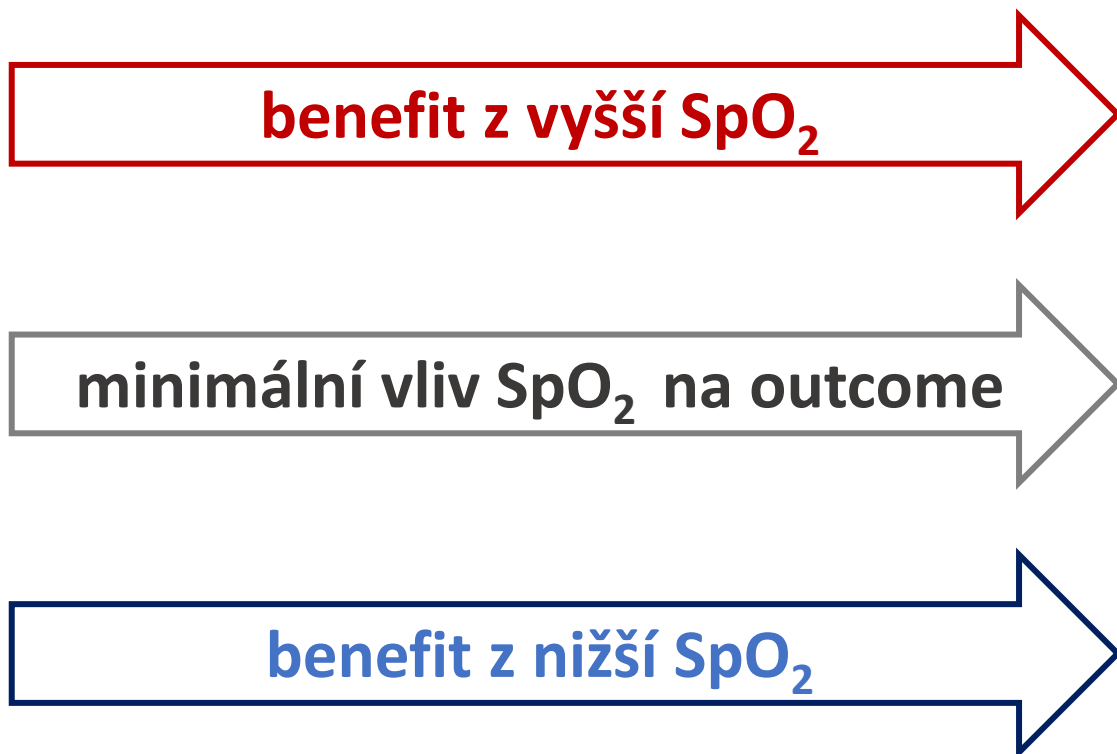 benefit z vyšší SpO₂
minimální vliv SpO₂ na outcome
benefit z nižší SpO₂